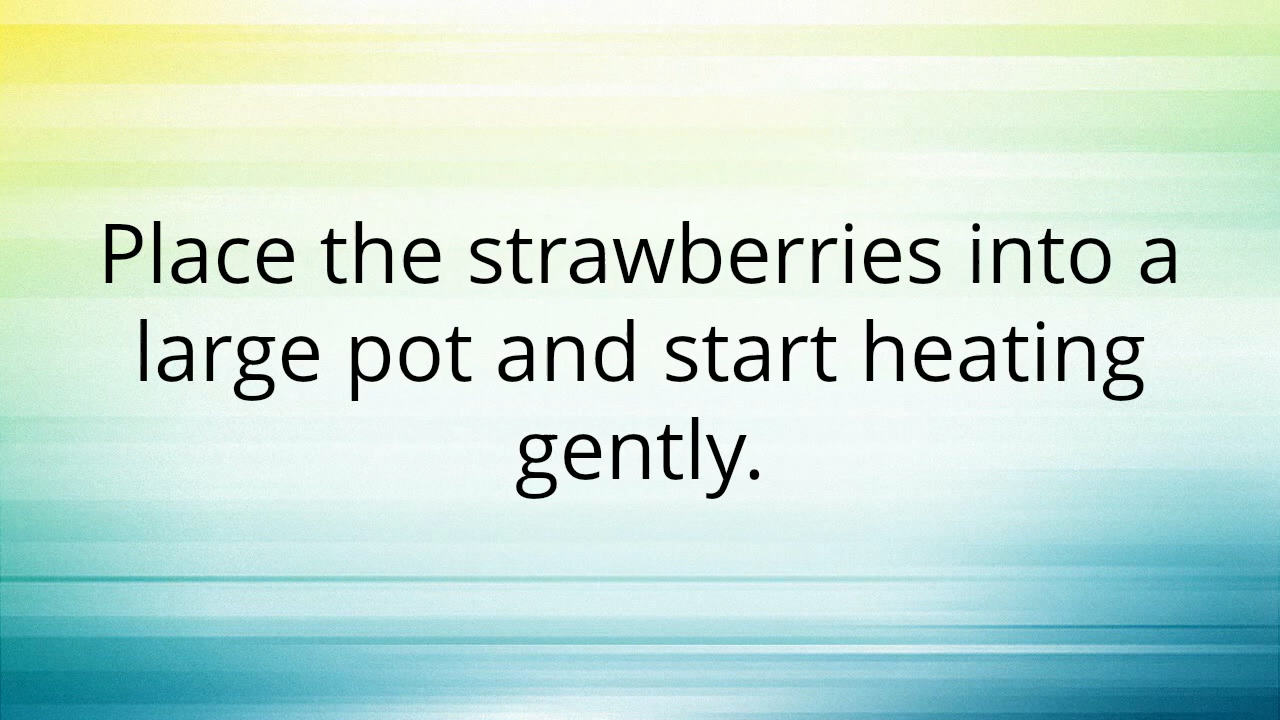 Place the strawberries into a
large pot and start heating
gently.